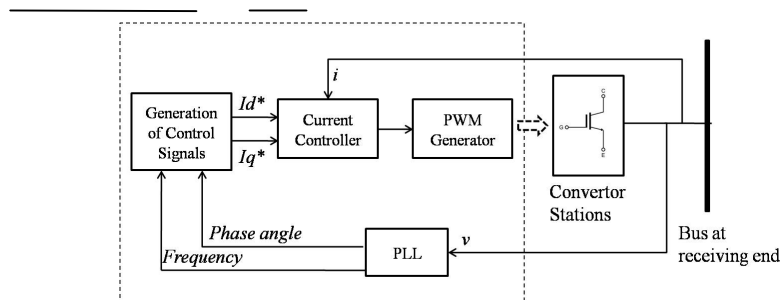 i
Generation
of Control
Signals
Id*
Iq*
Current
Controller
PWM
Generator
C
G
E
Convertor
Stations
Phase angle
Frequency
PLL
v
Bus at
receiving end